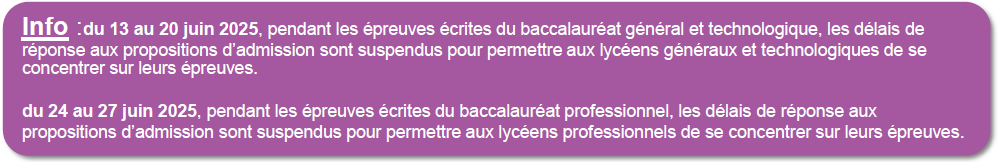 Info :du 13 au 20 juin 2025, pendant les épreuves écrites du baccalauréat général et technologique, les délais de
réponse aux propositions d’admission sont suspendus pour permettre aux lycéens généraux et technologiques de se
concentrer sur leurs épreuves.
du 24 au 27 juin 2025, pendant les épreuves écrites du baccalauréat professionnel, les délais de réponse aux
propositions d’admission sont suspendus pour permettre aux lycéens professionnels de se concentrer sur leurs épreuves.